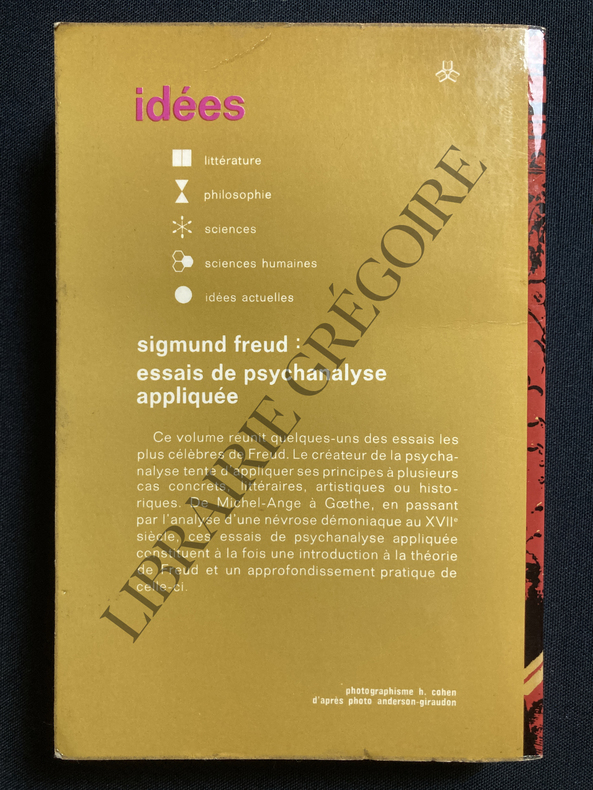 idées
littérature
philosophie
sciences
sciences humaines
idées actuelles
sigmund freud :
essais de psychanalyse
appliquée
Ce volume réunit quelques-uns des essais les
plus célèbres de Freud. Le créateur de la psycha-
nalyse tente d'appliquer ses principes à plusieurs
cas concrets, littéraires, artistiques ou histo-
riques. De Michel-Ange à Gœthe, en passant
par l'analyse d'une névrose démoniaque au XVIIe
siècle, ces essais de psychanalyse appliquée
constituent à la fois une introduction à la théorie
de Freud et un approfondissement pratique de
celle-ci.
photographisme h. cohen
d'après photo anderson-giraudon
LIBRAIRIE GRÉGOIRE